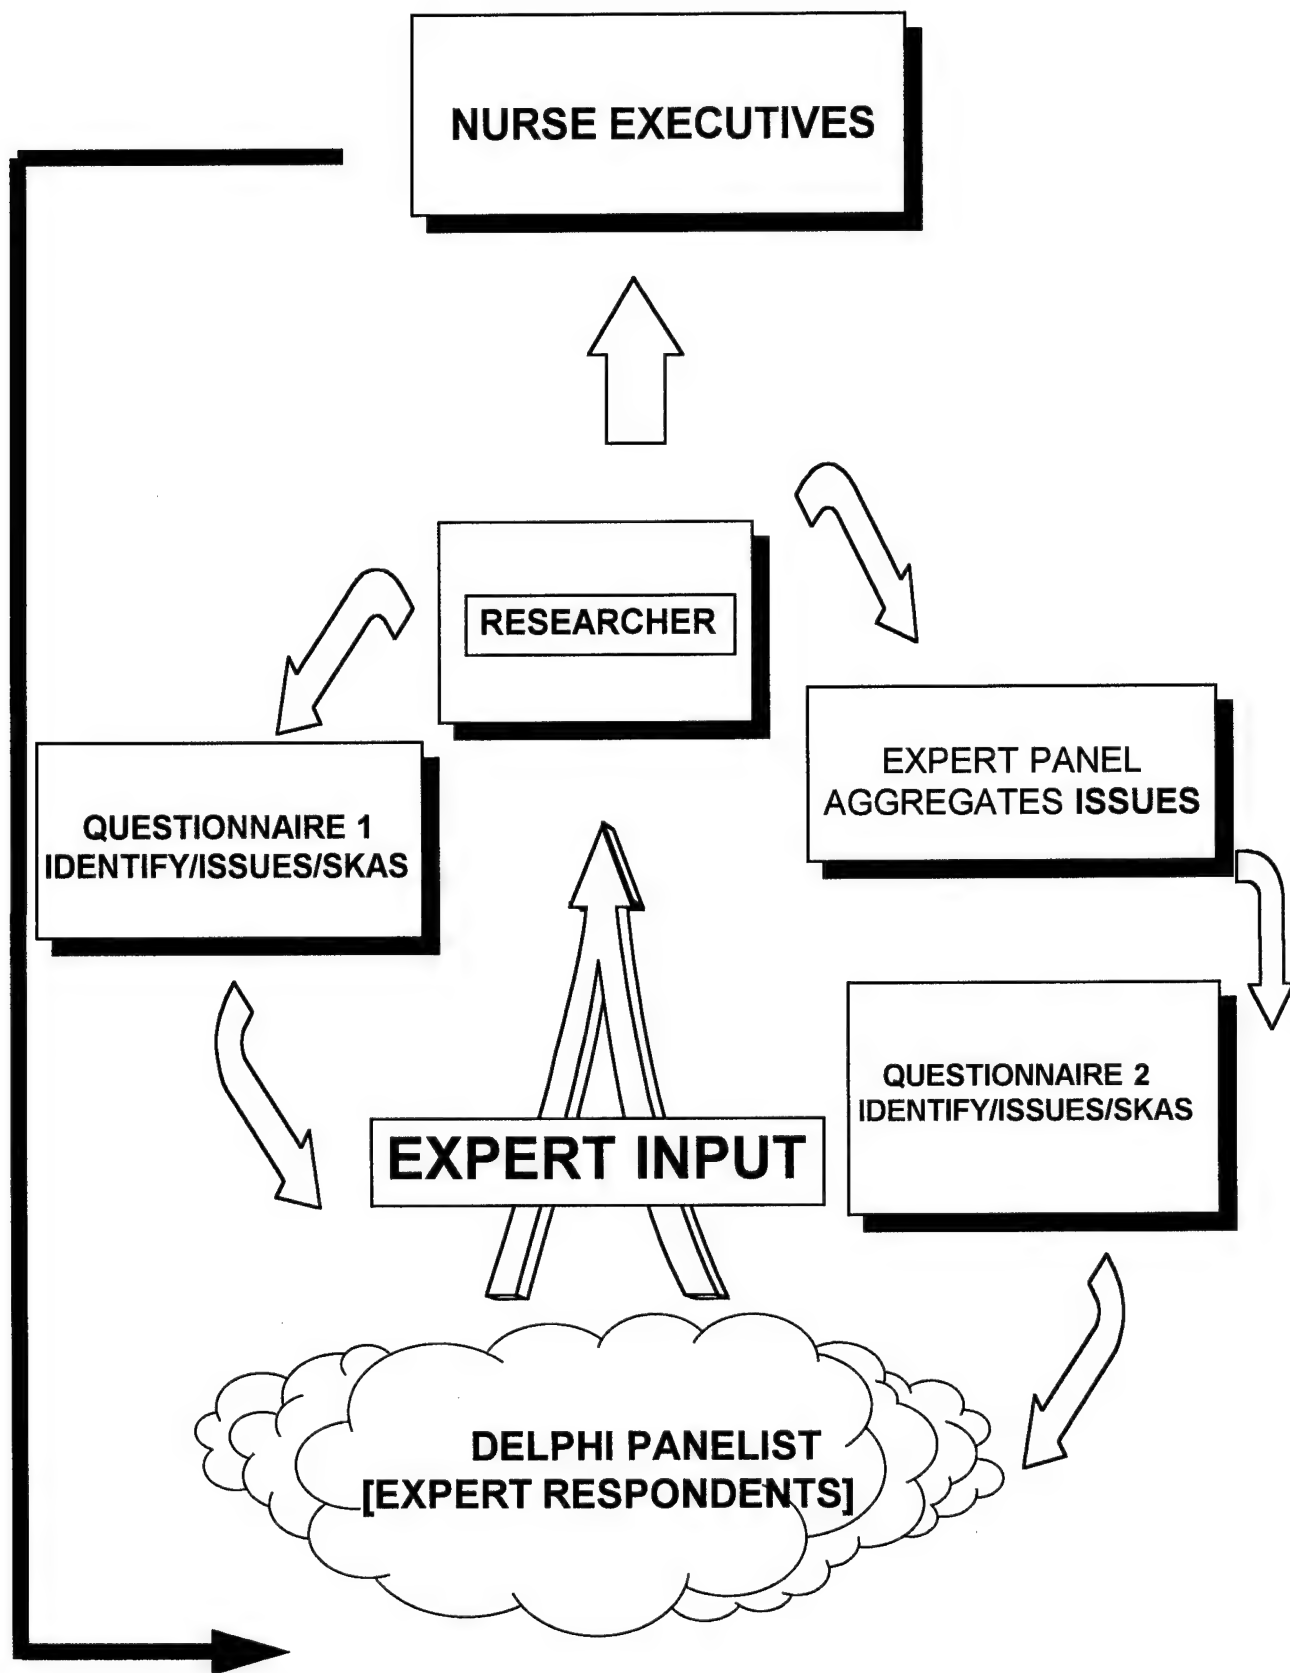 NURSE EXECUTIVES
RESEARCHER
EXPERT PANEL
AGGREGATES ISSUES
QUESTIONNAIRE 1
IDENTIFY/ISSUES/SKAS
QUESTIONNAIRE 2
IDENTIFY/ISSUES/SKAS
EXPERT INPUT
DELPHI PANELIST
[EXPERT RESPONDENTS]